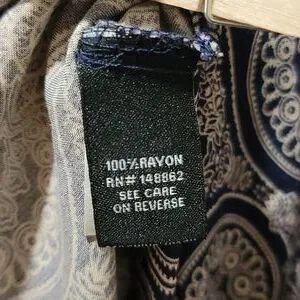 100% RAYON
RN# 148862
SEE CARE
ON REVERSE